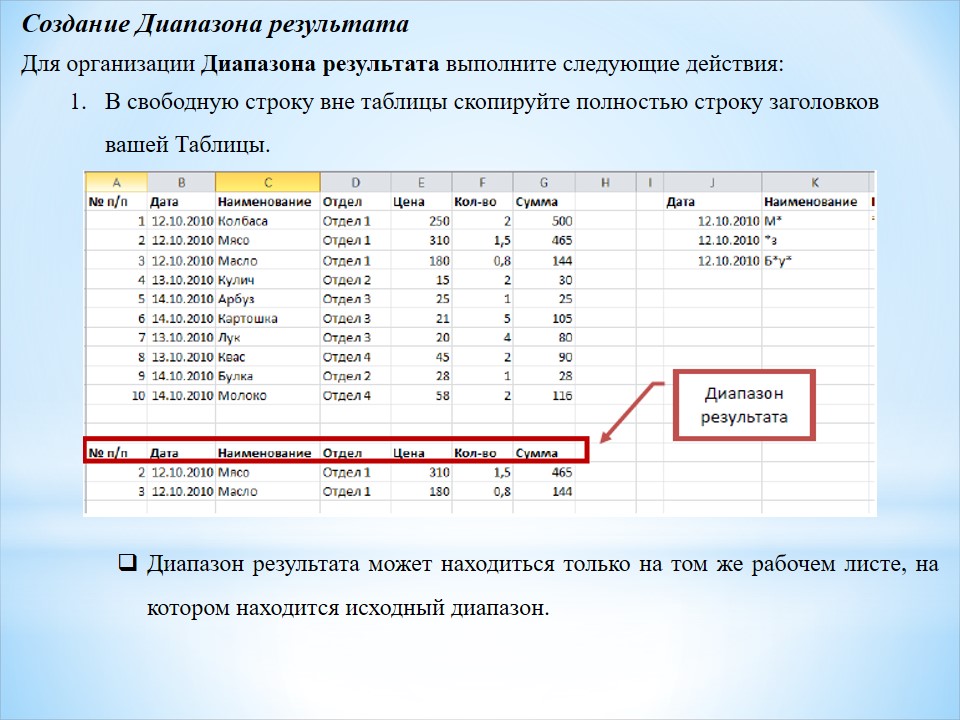 Создание Диапазона результата
Для организации Диапазона результата выполните следующие действия:
1. В свободную строку вне таблицы скопируйте полностью строку заголовков
вашей Таблицы.
A B C D E F G H I J K
№ п/п Дата Наименование Отдел Цена Кол-во Сумма Дата Наименование
1 12.10.2010 Колбаса Отдел 1 250 2 500 12.10.2010 М*
2 12.10.2010 Мясо Отдел 1 310 1,5 465 12.10.2010 *з
3 12.10.2010 Масло Отдел 1 180 0,8 144 12.10.2010 Б*у*
4 13.10.2010 Кулич Отдел 2 15 2 30
5 14.10.2010 Арбуз Отдел 3 25 1 25
6 14.10.2010 Картошка Отдел 3 21 5 105
7 13.10.2010 Лук Отдел 3 20 4 80
8 13.10.2010 Квас Отдел 4 45 2 90
9 14.10.2010 Булка Отдел 2 28 1 28
10 14.10.2010 Молоко Отдел 4 58 2 116
Диапазон
результата
№ п/п Дата Наименование Отдел Цена Кол-во Сумма
2 12.10.2010 Мясо Отдел 1 310 1,5 465
3 12.10.2010 Масло Отдел 1 180 0,8 144
❑ Диапазон результата может находиться только на том же рабочем листе, на
котором находится исходный диапазон.